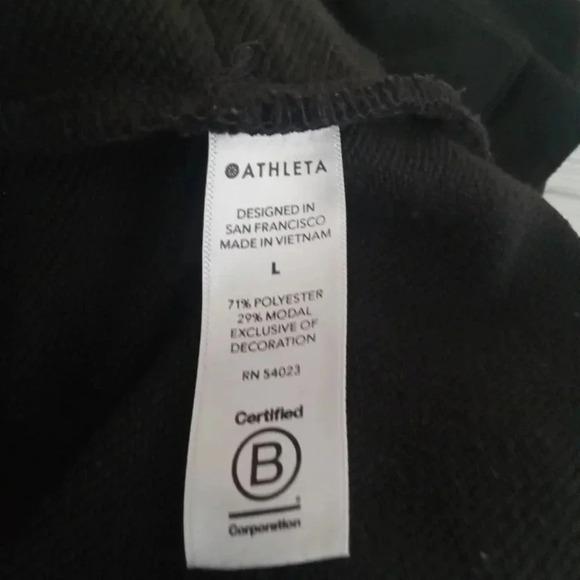 ATHLETA
DESIGNED IN
SAN FRANCISCO
MADE IN VIETNAM
L
71% POLYESTER
29% MODAL
EXCLUSIVE OF
DECORATION
RN 54023
Certified
B
Corporation